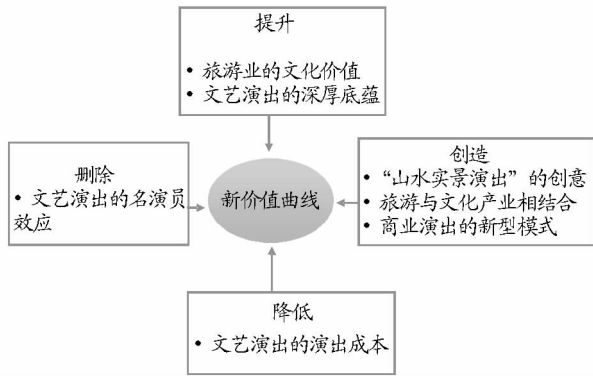 提升
• 旅游业的文化价值
• 文艺演出的深厚底蕴
删除
• 文艺演出的名演员
效应
新价值曲线
创造
• “山水实景演出”的创意
• 旅游与文化产业相结合
• 商业演出的新型模式
降低
• 文艺演出的演出成本